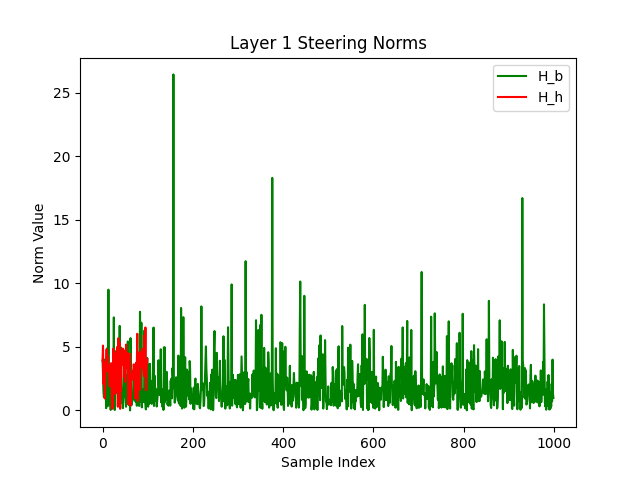 Layer 1 Steering Norms
H_b
H_h
25
20
15
10
5
0
Norm Value
0 200 400 600 800 1000
Sample Index